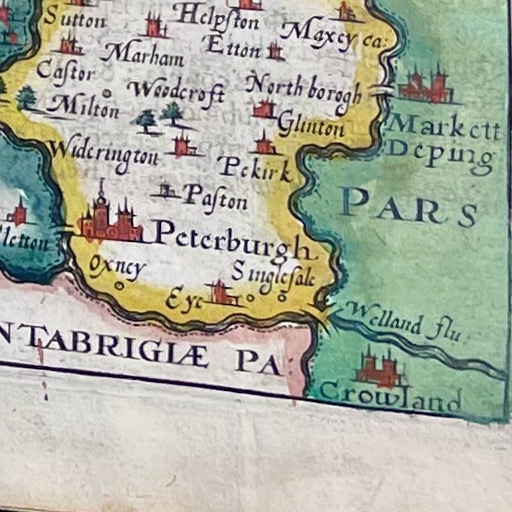 Sutton
Helpſton
Maxey ca:
Etton
Marham
Caſtor
Woodcroft
Northborogh
Milton
Glinton
Markett
Deping
Widerington
Pekirk
Paſton
PARS
Peterburgh
letton
Oxney
Singleſale
Eye
Welland flu:
NTABRIGIÆ PA
Crowland